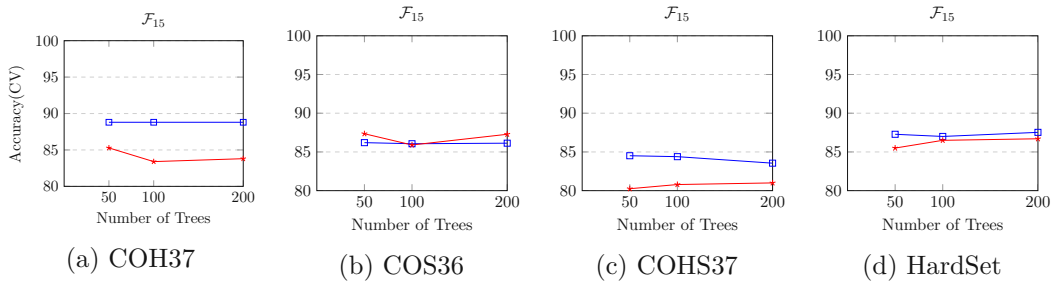 F₁₅
100
95
90
85
80
Accuracy(CV)
50 100 200
Number of Trees
(a) COH37
F₁₅
100
95
90
85
80
50 100 200
Number of Trees
(b) COS36
F₁₅
100
95
90
85
80
50 100 200
Number of Trees
(c) COHS37
F₁₅
100
95
90
85
80
50 100 200
Number of Trees
(d) HardSet